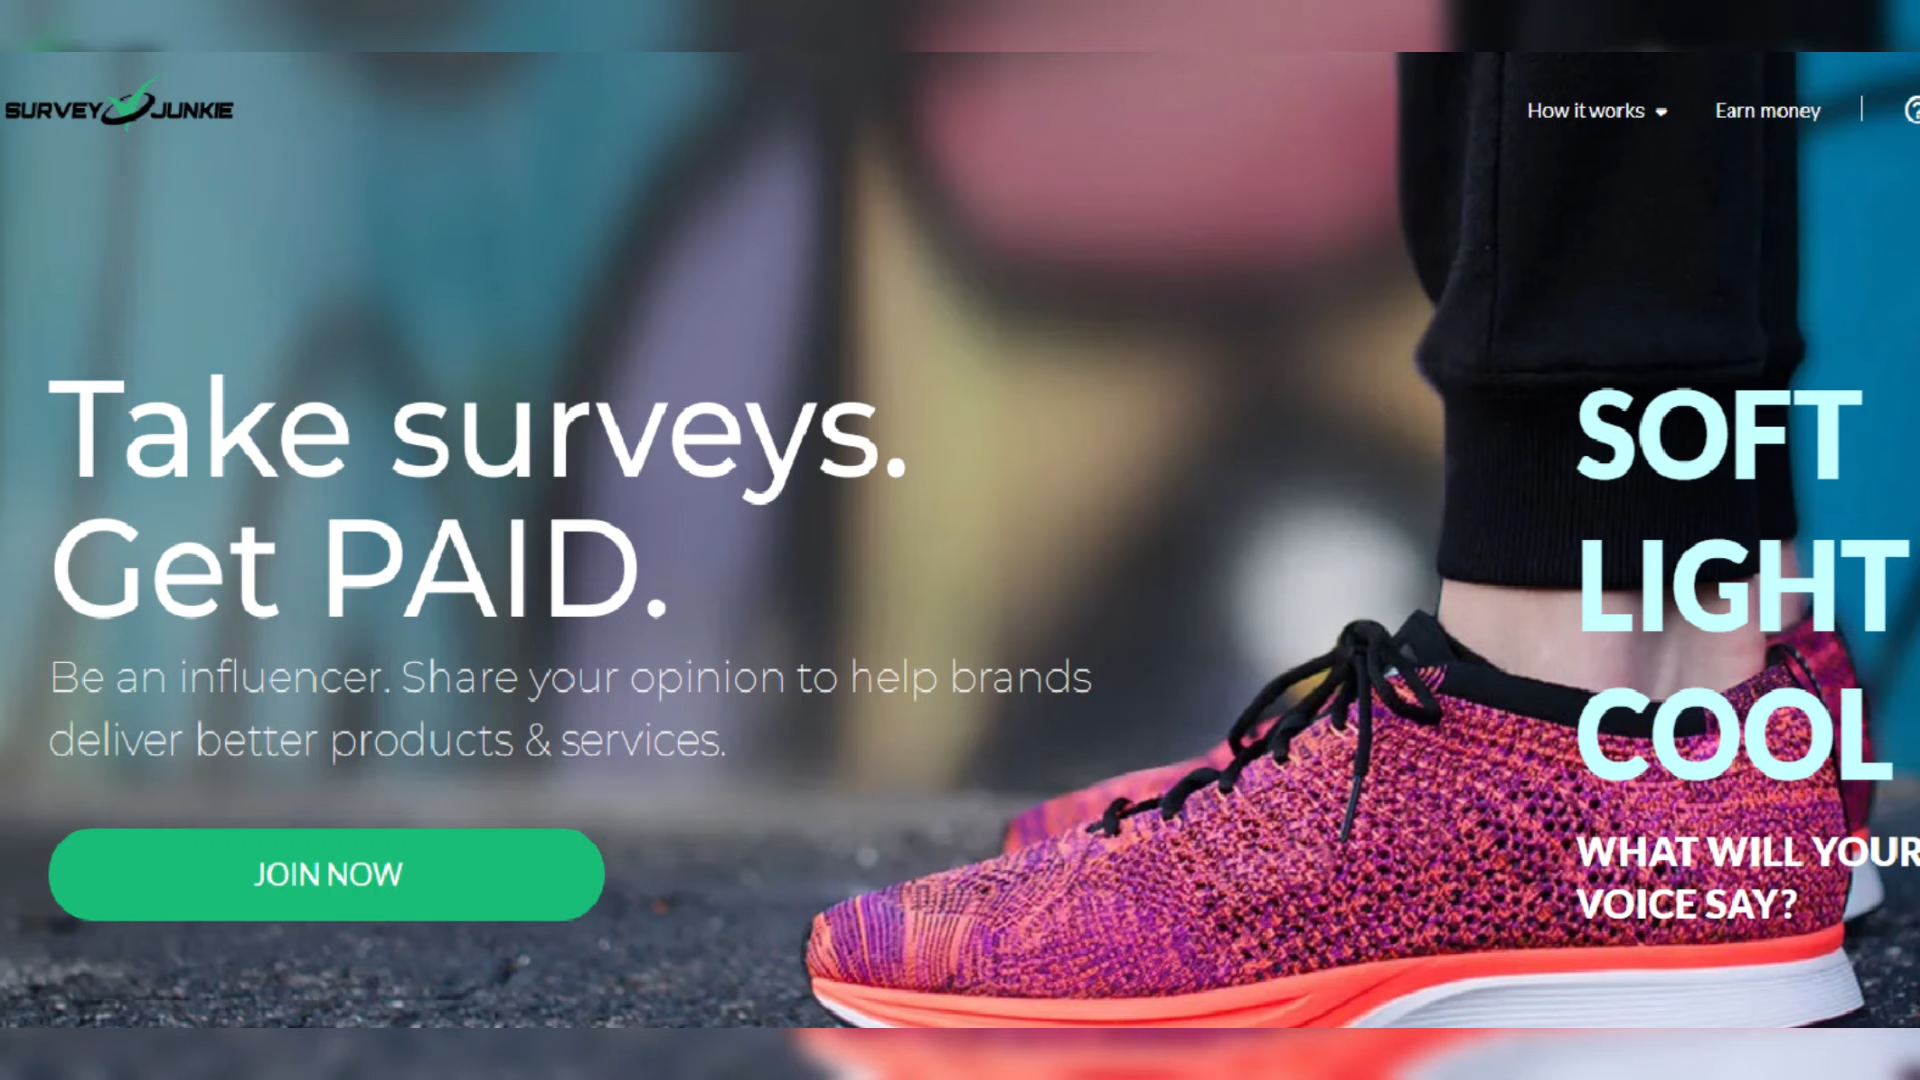 SURVEY JUNKIE
How it works
Earn money
Take surveys.
Get PAID.
Be an influencer. Share your opinion to help brands
deliver better products & services.
JOIN NOW
SOFT
LIGHT
COOL
WHAT WILL YOUR
VOICE SAY?